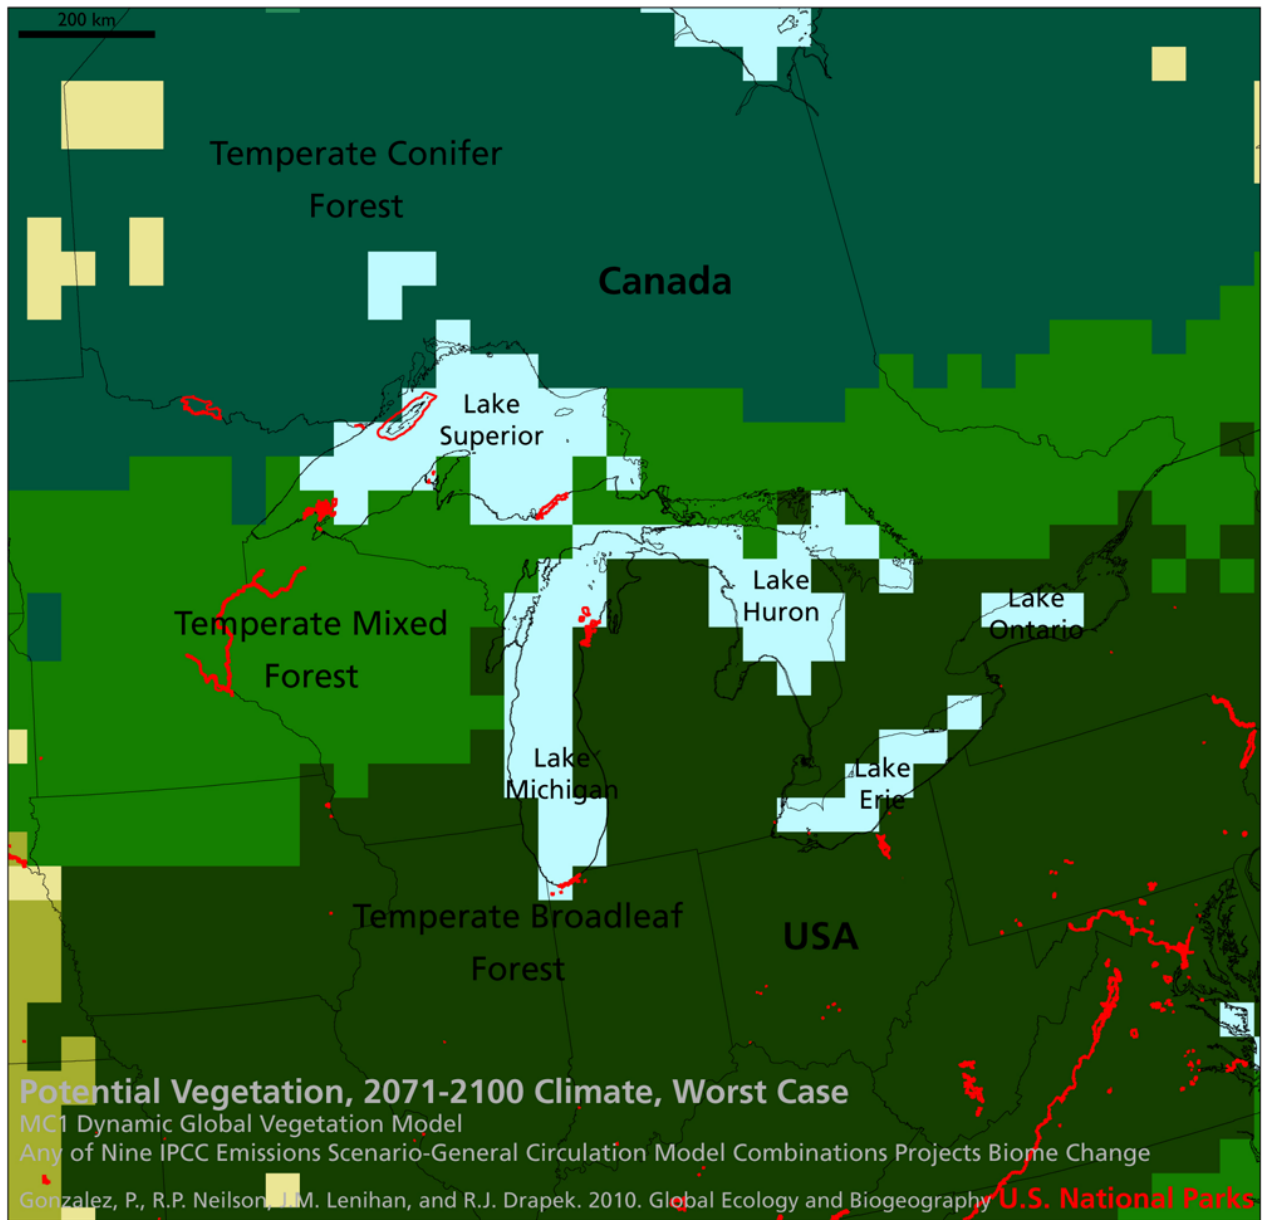 200 km
Temperate Conifer
Forest
Canada
Lake
Superior
Lake
Huron
Lake
Ontario
Temperate Mixed
Forest
Lake
Michigan
Lake
Erie
Temperate Broadleaf
Forest
USA
Potential Vegetation, 2071-2100 Climate, Worst Case
MC1 Dynamic Global Vegetation Model
Any of Nine IPCC Emissions Scenario-General Circulation Model Combinations Projects Biome Change
Gonzalez, P., R.P. Neilson, J.M. Lenihan, and R.J. Drapek. 2010. Global Ecology and Biogeography U.S. National Parks